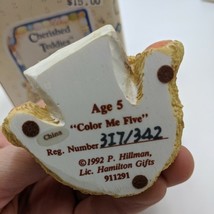 $15.00
Cherished
Teddies
Age 5
"Color Me Five"
China
Reg. Number 317/342
©1992 P. Hillman,
Lic. Hamilton Gifts
911291